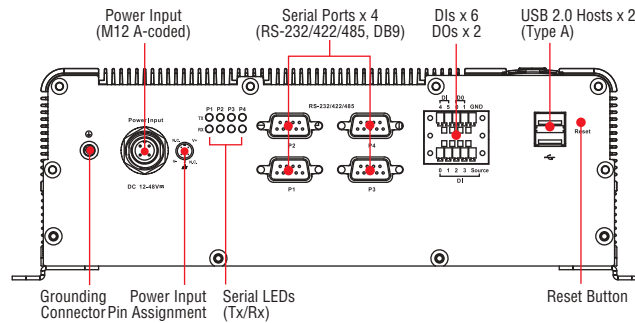 Power Input
(M12 A-coded)
Serial Ports x 4
(RS-232/422/485, DB9)
DIs x 6
DOs x 2
USB 2.0 Hosts x 2
(Type A)
P1 P2 P3 P4
TX
RX
RS-232/422/485
DI DO
4 5 0 1 GND
Power Input
N.C. V+
V- N.C.
DC 12-48V
P2
P4
Reset
P1
P3
0 1 2 3 Source
DI
Grounding
Connector
Power Input
Pin Assignment
Serial LEDs
(Tx/Rx)
Reset Button